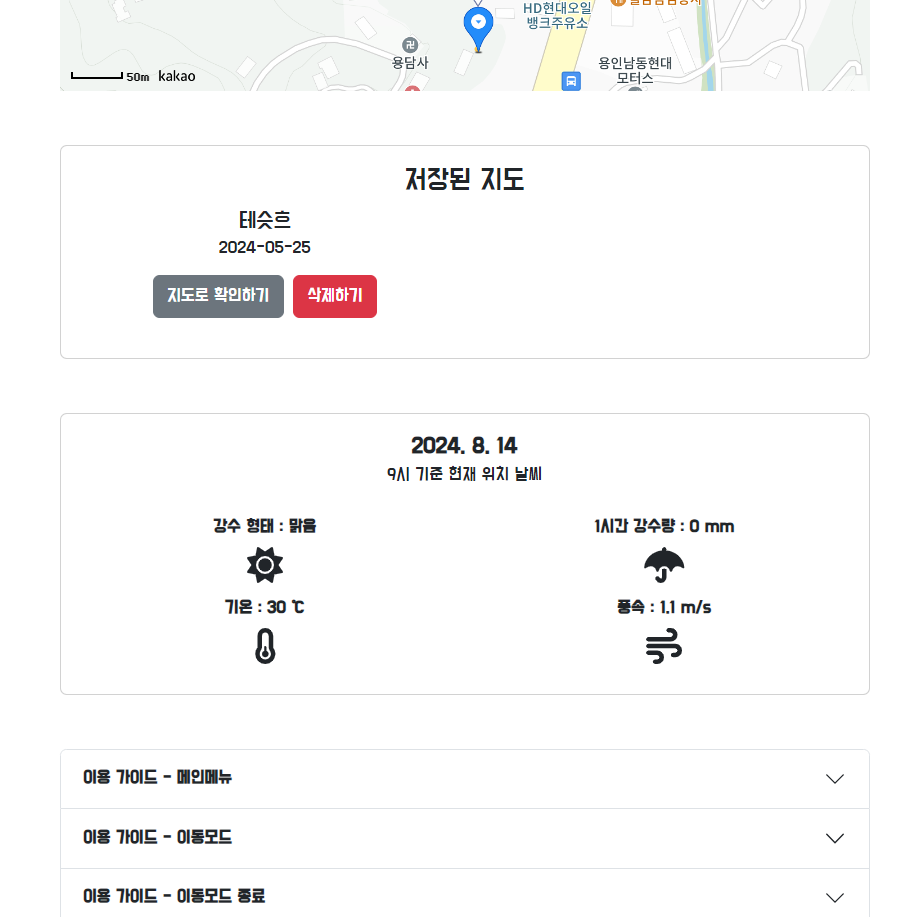 HD현대오일
뱅크주유소
용담사
용인남동현대
모터스
50m kakao
저장된 지도
테슷흐
2024-05-25
지도로 확인하기 삭제하기
2024. 8. 14
9시 기준 현재 위치 날씨
강수 형태 : 맑음
1시간 강수량 : 0 mm
기온 : 30 ℃
풍속 : 1.1 m/s
이용 가이드 - 메인메뉴
이용 가이드 - 이동모드
이용 가이드 - 이동모드 종료